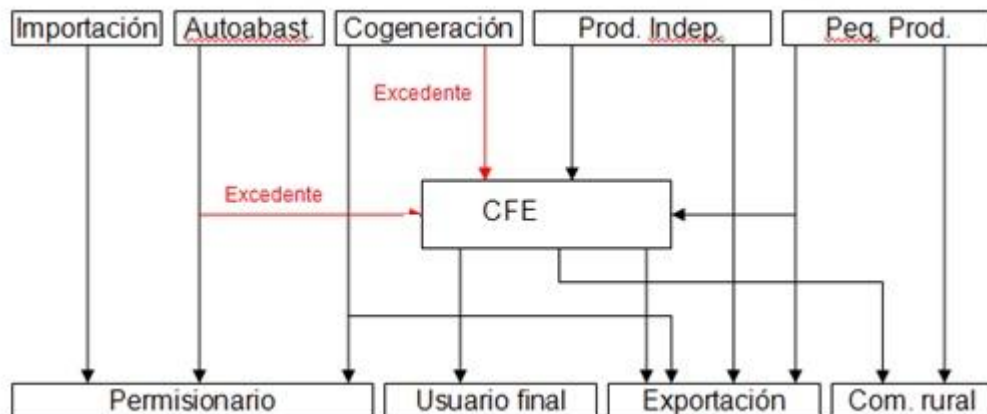 Importación
Autoabast.
Cogeneración
Prod. Indep.
Peq. Prod.
Excedente
Excedente
CFE
Permisionario
Usuario final
Exportación
Com. rural